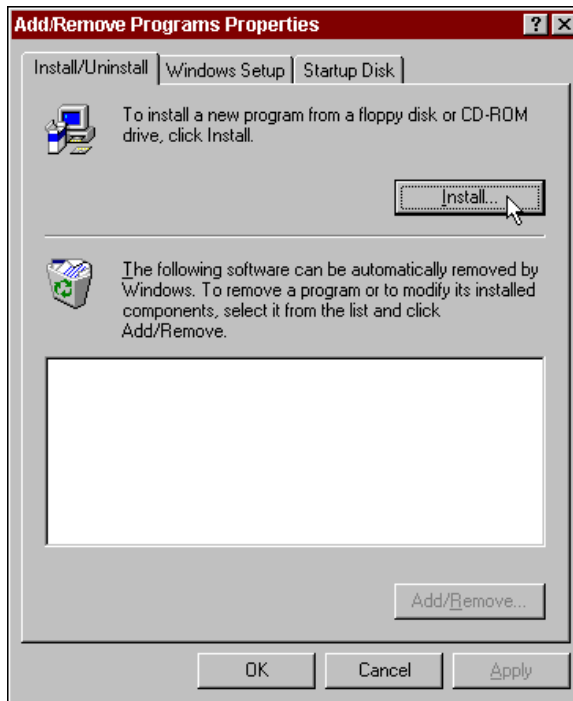 Add/Remove Programs Properties
Install/Uninstall Windows Setup Startup Disk
To install a new program from a floppy disk or CD-ROM
drive, click Install.
Install...
The following software can be automatically removed by
Windows. To remove a program or to modify its installed
components, select it from the list and click
Add/Remove.
Add/Remove...
OK Cancel Apply